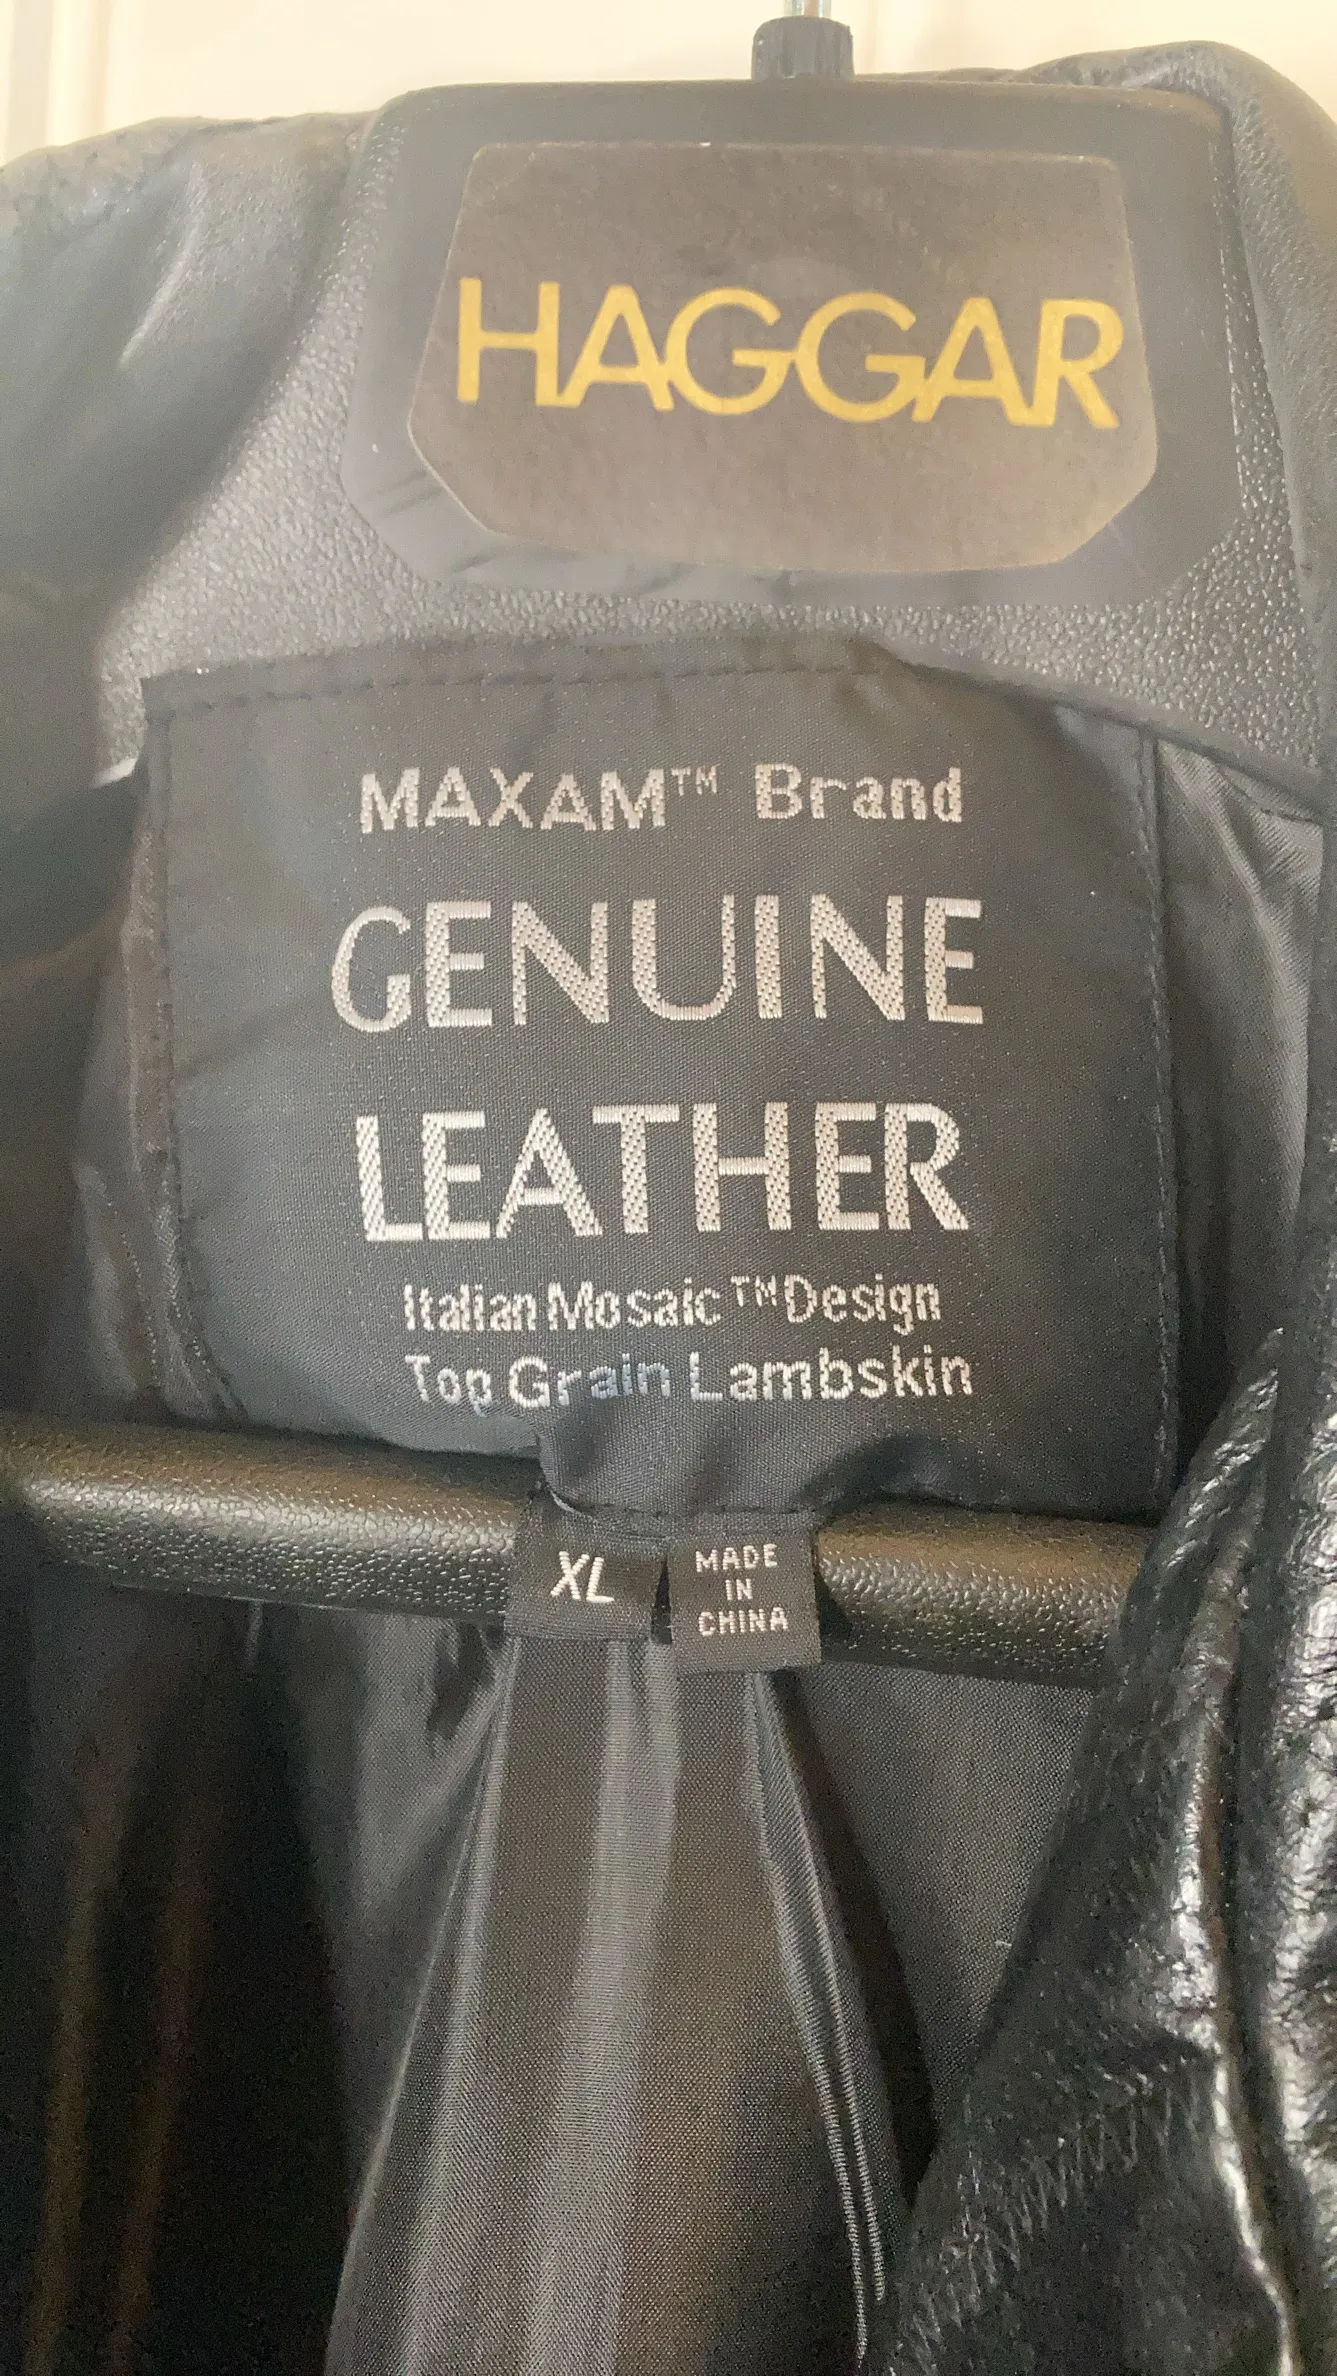 HAGGAR
MAXAM™ Brand
GENUINE
LEATHER
Italian Mosaic™ Design
Top Grain Lambskin
XL
MADE
IN
CHINA